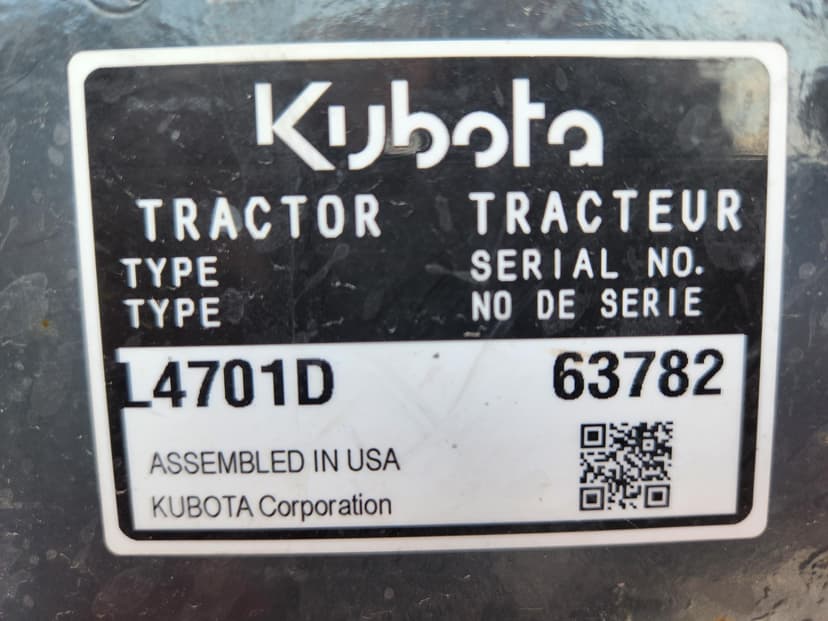 Kubota
TRACTOR TRACTEUR
TYPE SERIAL NO.
TYPE NO DE SERIE
L4701D 63782
ASSEMBLED IN USA
KUBOTA Corporation